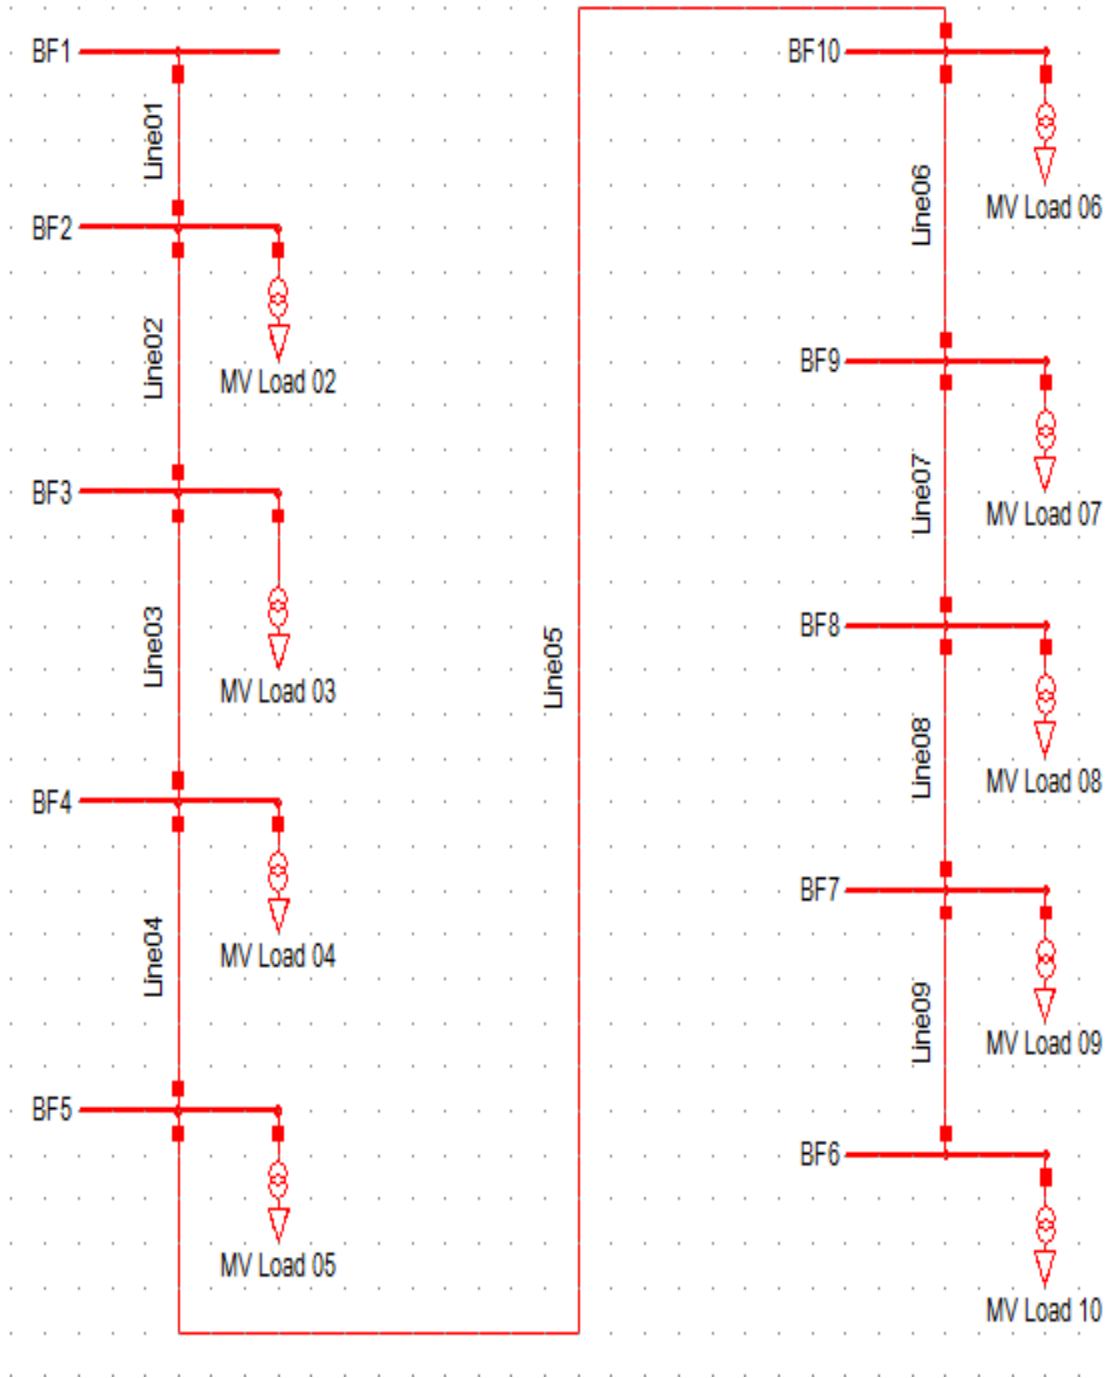 BF1
Line01
BF2
Line02
MV Load 02
BF3
Line03
MV Load 03
BF4
Line04
MV Load 04
BF5
MV Load 05
Line05
BF10
Line06
MV Load 06
BF9
Line07
MV Load 07
BF8
Line08
MV Load 08
BF7
Line09
MV Load 09
BF6
MV Load 10